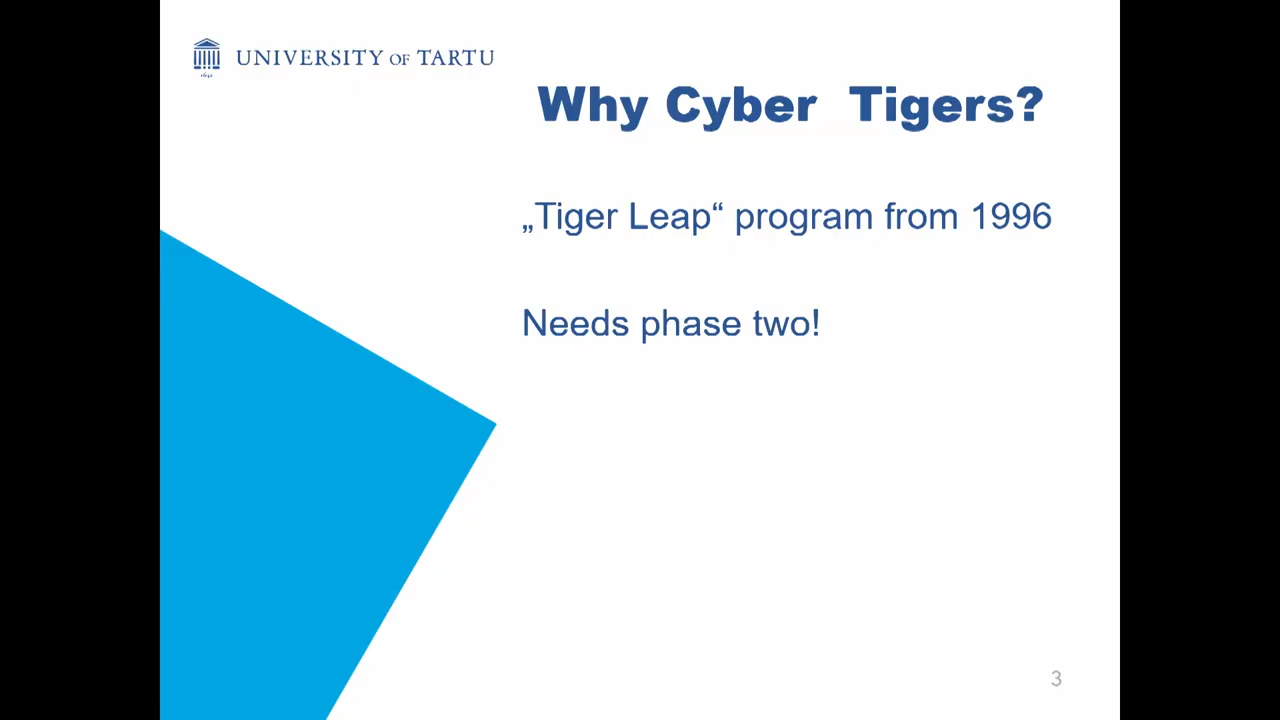 UNIVERSITY OF TARTU
Why Cyber Tigers?
„Tiger Leap“ program from 1996
Needs phase two!
3